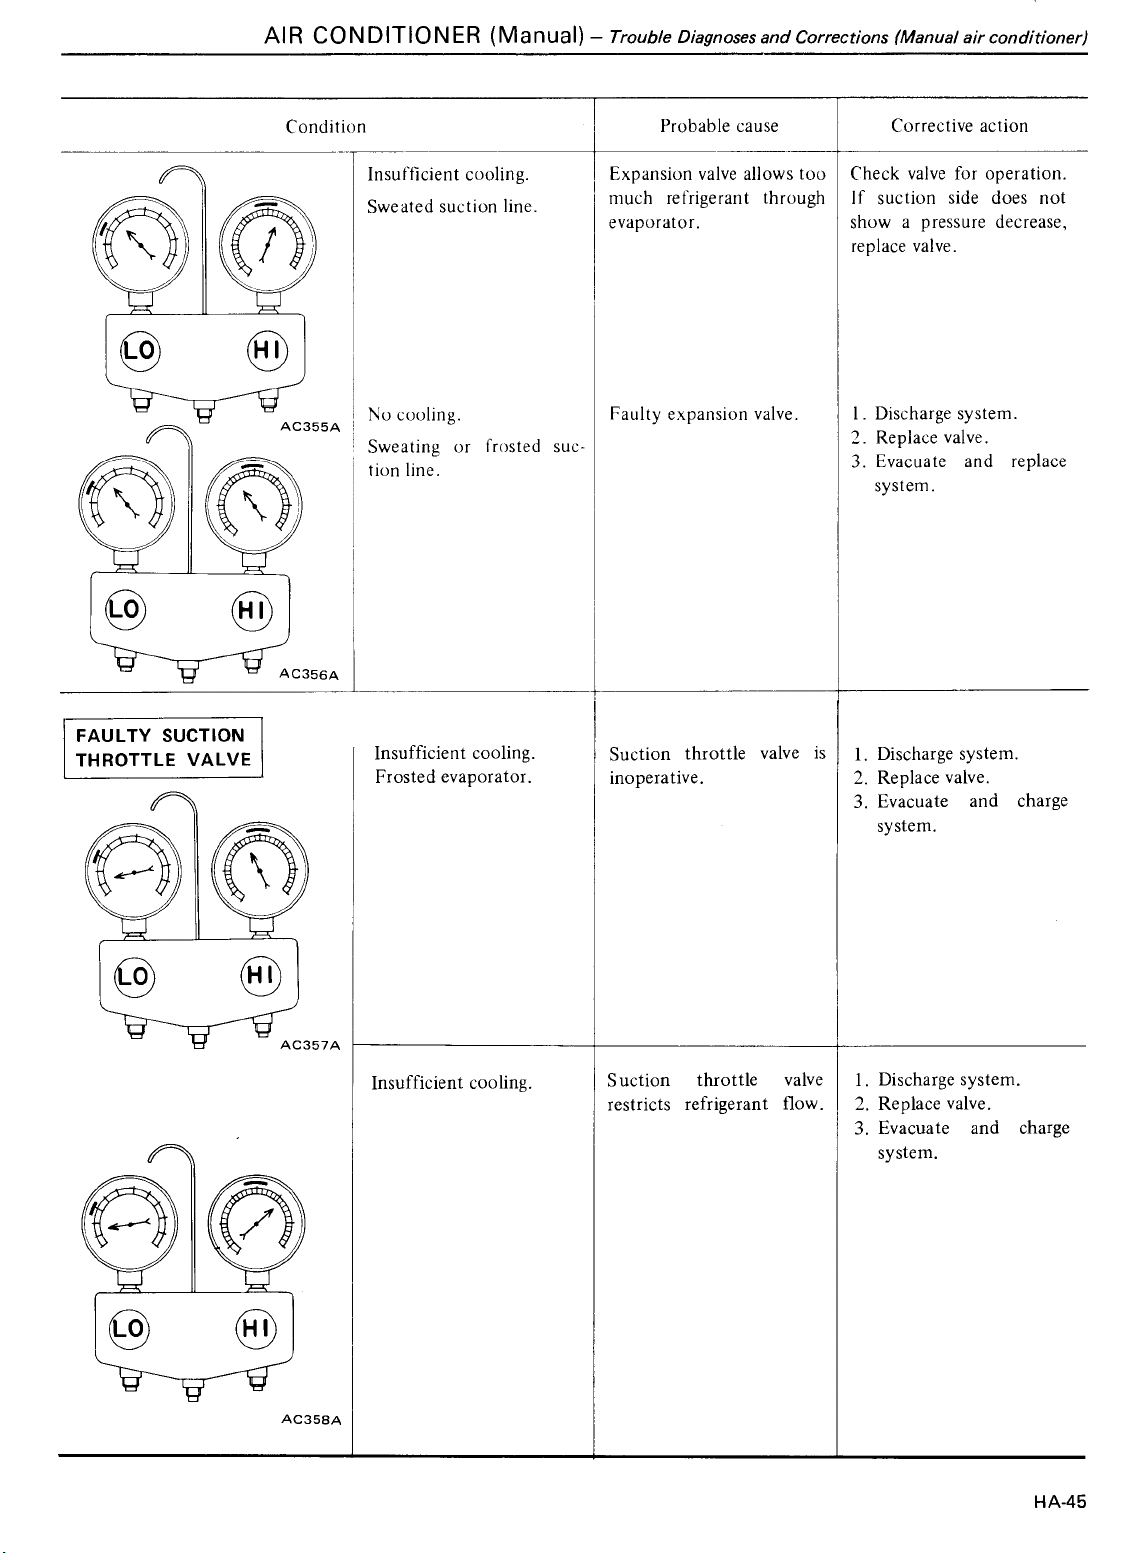 AIR CONDITIONER (Manual) – Trouble Diagnoses and Corrections (Manual air conditioner)
Condition
Probable cause
Corrective action
LO
HI
AC355A
Insufficient cooling.
Sweated suction line.
Expansion valve allows too
much refrigerant through
evaporator.
Check valve for operation.
If suction side does not
show a pressure decrease,
replace valve.
LO
HI
AC356A
No cooling.
Sweating or frosted suc-
tion line.
Faulty expansion valve.
1. Discharge system.
2. Replace valve.
3. Evacuate and replace
system.
FAULTY SUCTION
THROTTLE VALVE
LO
HI
AC357A
Insufficient cooling.
Frosted evaporator.
Suction throttle valve is
inoperative.
1. Discharge system.
2. Replace valve.
3. Evacuate and charge
system.
LO
HI
AC358A
Insufficient cooling.
Suction throttle valve
restricts refrigerant flow.
1. Discharge system.
2. Replace valve.
3. Evacuate and charge
system.
HA-45